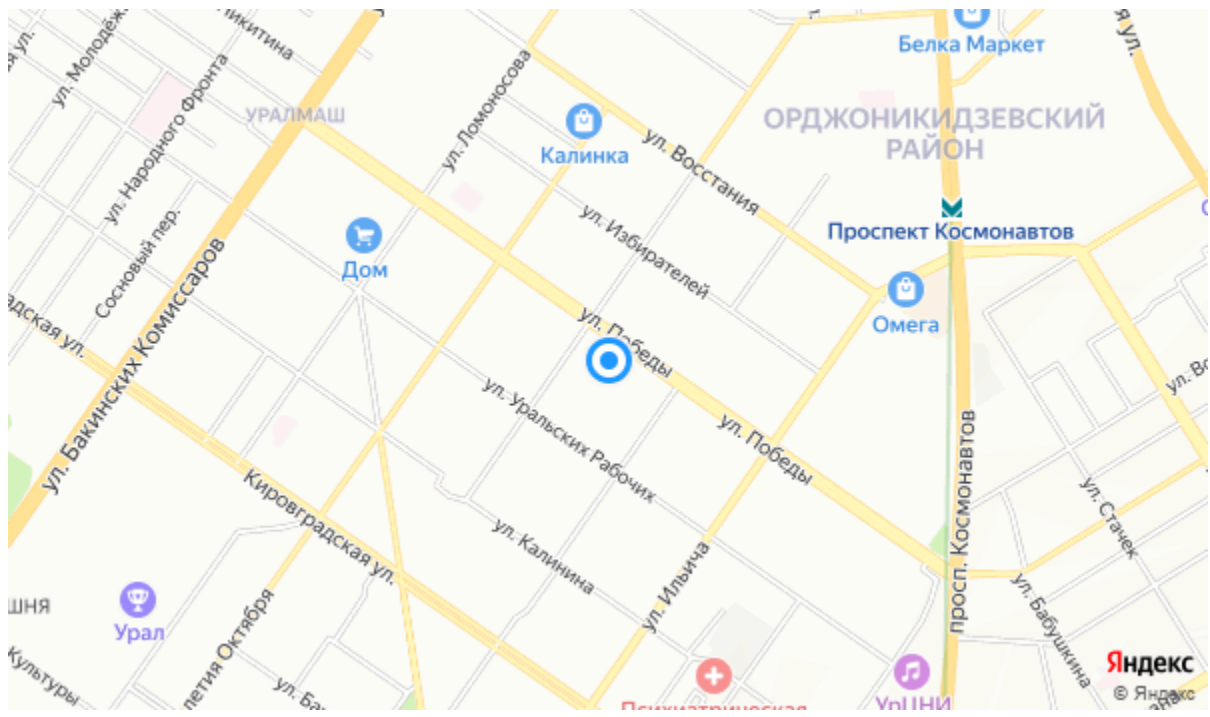 Никитина
ул. Молодёжи
ул. Народного Фронта
УРАЛМАШ
ул. Ломоносова
Калинка
Белка Маркет
ОРДЖОНИКИДЗЕВСКИЙ
РАЙОН
ул. Восстания
Проспект Космонавтов
ул. Избирателей
Сосновый пер.
Дом
Омега
ул. Бакинских Комиссаров
ул. Победы
ул. Уральских Рабочих
ул. Победы
просп. Космонавтов
ул. Стачек
Кировградская ул.
ул. Калинина
ул. Ильича
ул. Бабушкина
Урал
летия Октября
Культуры
Психиатрическая
УрЦНИ
Яндекс
© Яндекс